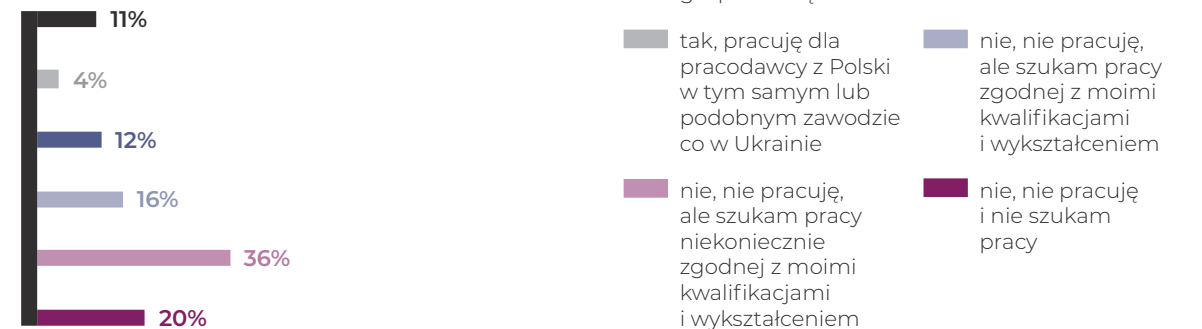 11%
4%
12%
16%
36%
20%
tak, pracuję dla
pracodawcy z Polski
w tym samym lub
podobnym zawodzie
co w Ukrainie
nie, nie pracuję,
ale szukam pracy
zgodnej z moimi
kwalifikacjami
i wykształceniem
nie, nie pracuję,
ale szukam pracy
niekoniecznie
zgodnej z moimi
kwalifikacjami
i wykształceniem
nie, nie pracuję
i nie szukam
pracy